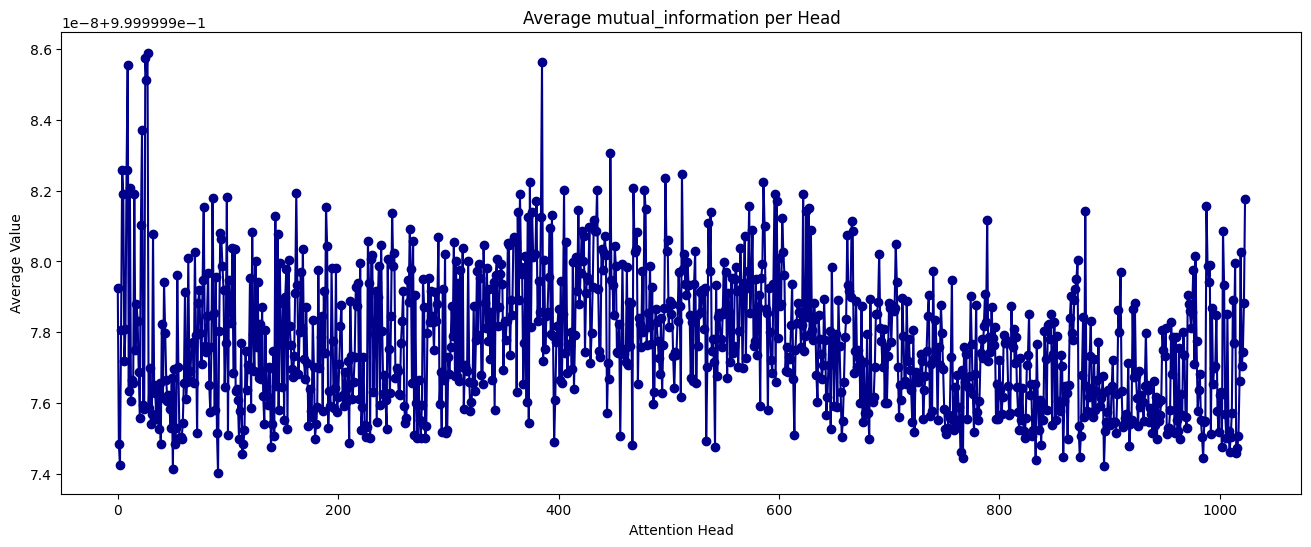 Average mutual_information per Head
1e−8+9.999999e−1
8.6
8.4
8.2
8.0
7.8
7.6
7.4
Average Value
0 200 400 600 800 1000
Attention Head